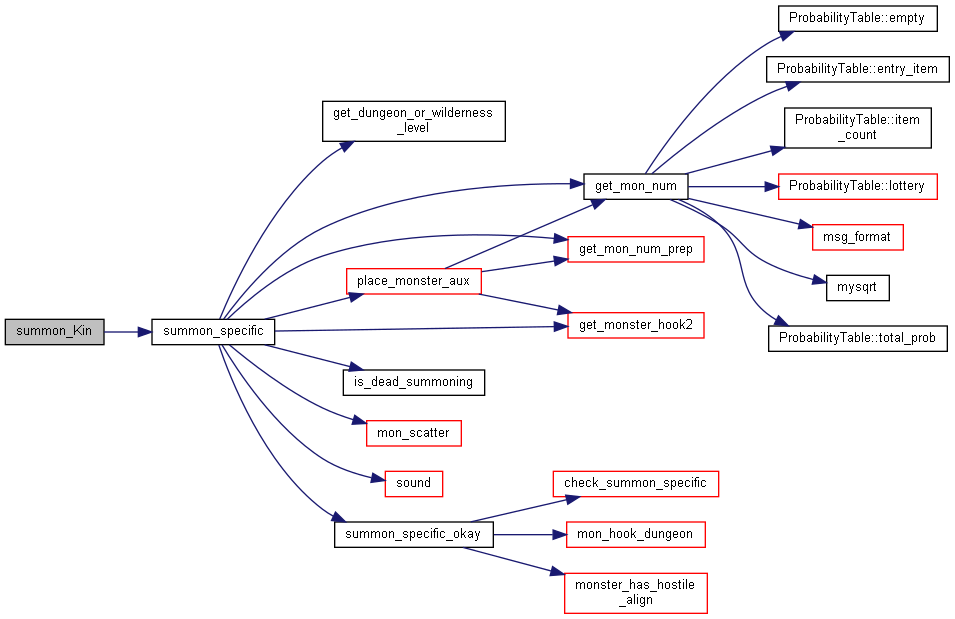 summon_Kin
summon_specific
get_dungeon_or_wilderness
_level
place_monster_aux
is_dead_summoning
mon_scatter
sound
summon_specific_okay
get_mon_num
get_mon_num_prep
get_monster_hook2
check_summon_specific
mon_hook_dungeon
monster_has_hostile
_align
ProbabilityTable::empty
ProbabilityTable::entry_item
ProbabilityTable::item
_count
ProbabilityTable::lottery
msg_format
mysqrt
ProbabilityTable::total_prob